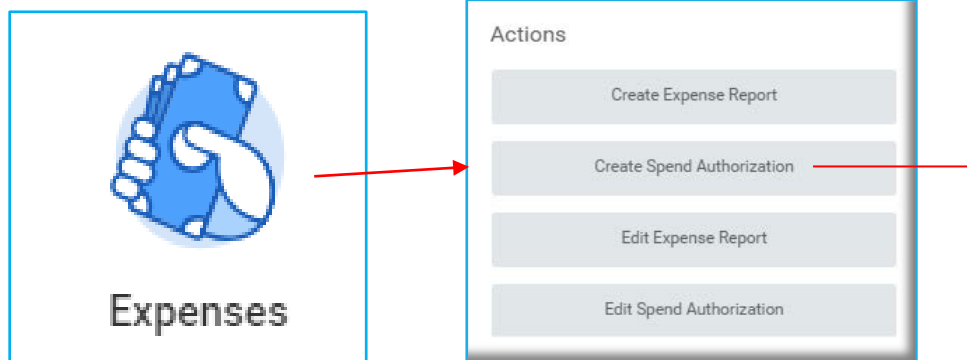 Expenses
Actions
Create Expense Report
Create Spend Authorization
Edit Expense Report
Edit Spend Authorization